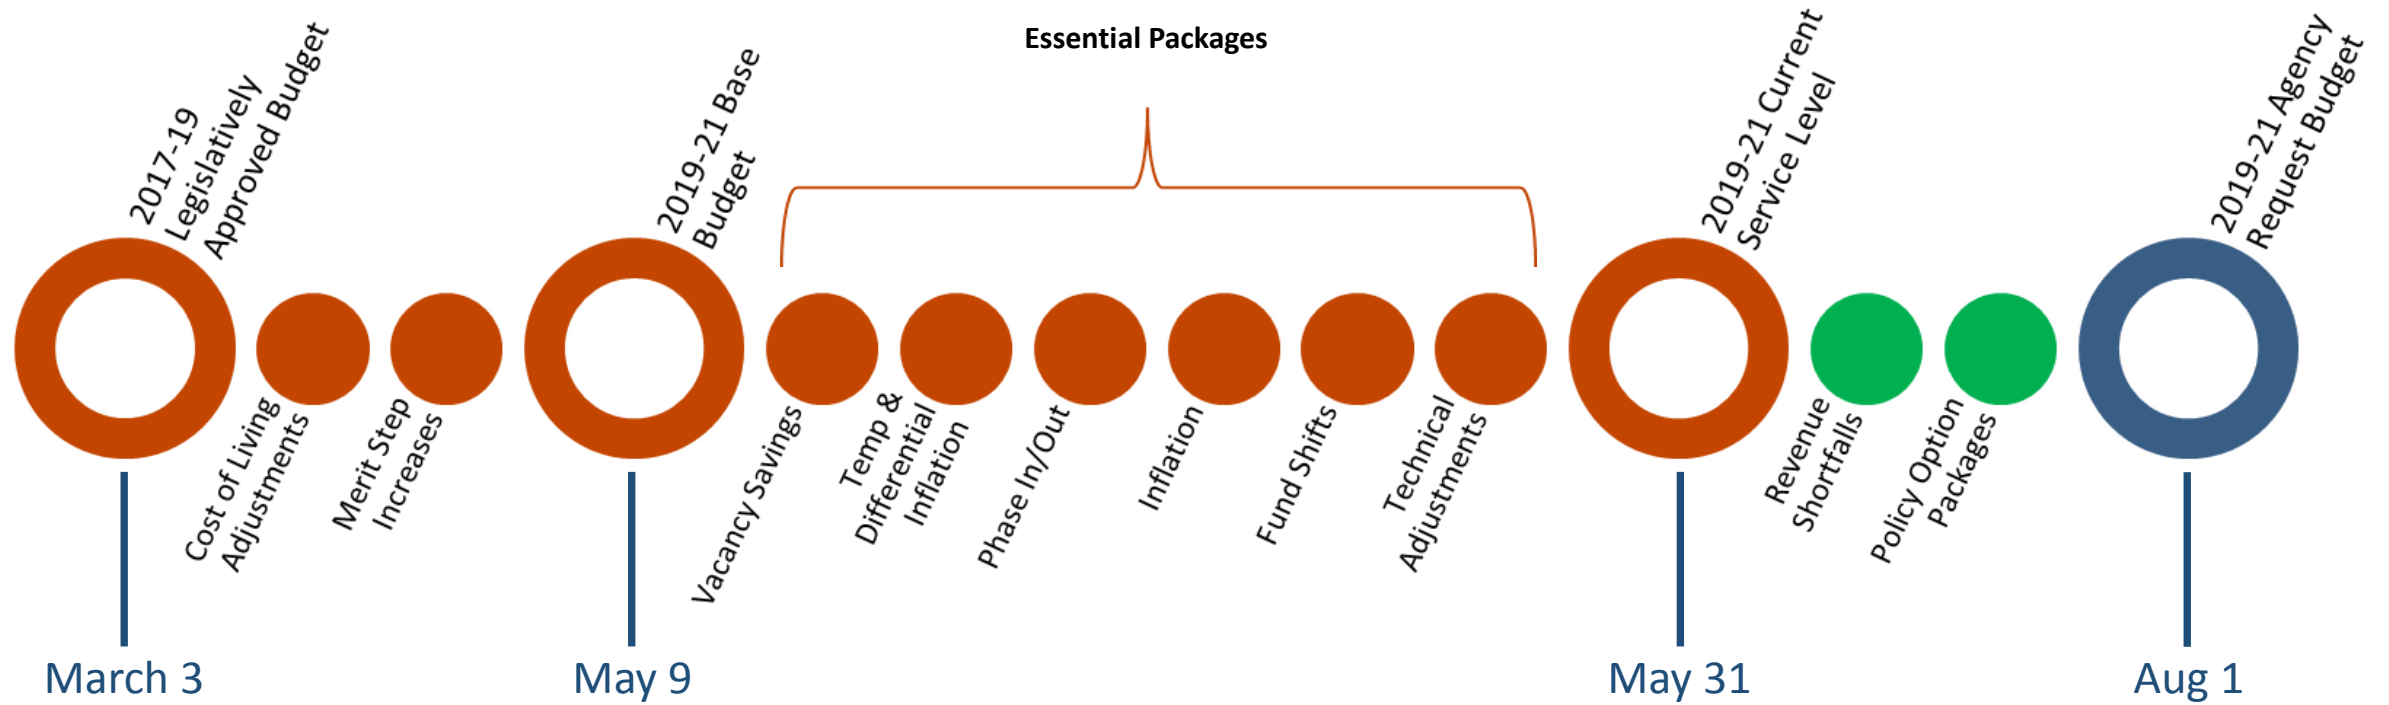 Essential Packages
2017-19
Legislatively
Approved Budget
Cost of Living
Adjustments
Merit Step
Increases
2019-21 Base
Budget
Vacancy Savings
Temp &
Differential
Inflation
Phase In/Out
Inflation
Fund Shifts
Technical
Adjustments
2019-21 Current
Service Level
Revenue
Shortfalls
Policy Option
Packages
2019-21 Agency
Request Budget
March 3
May 9
May 31
Aug 1